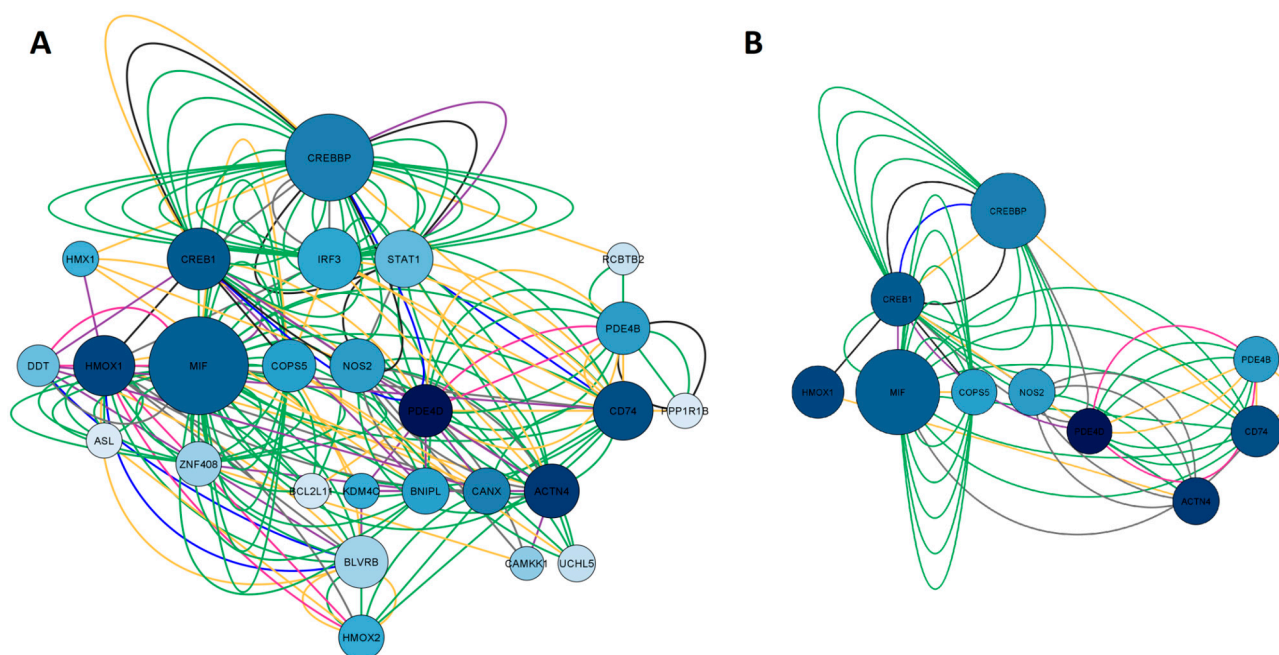 A
CREBBP
HMX1
CREB1
IRF3
STAT1
RCBTB2
PDE4B
DDT
HMOX1
MIF
COPS5
NOS2
PDE4D
CD74
PPP1R1B
ASL
ZNF408
BCL2L11
KDM4C
BNIPL
CANX
ACTN4
BLVRB
CAMKK1
UCHL5
HMOX2
B
CREBBP
CREB1
PDE4B
HMOX1
MIF
COPS5
NOS2
PDE4D
CD74
ACTN4